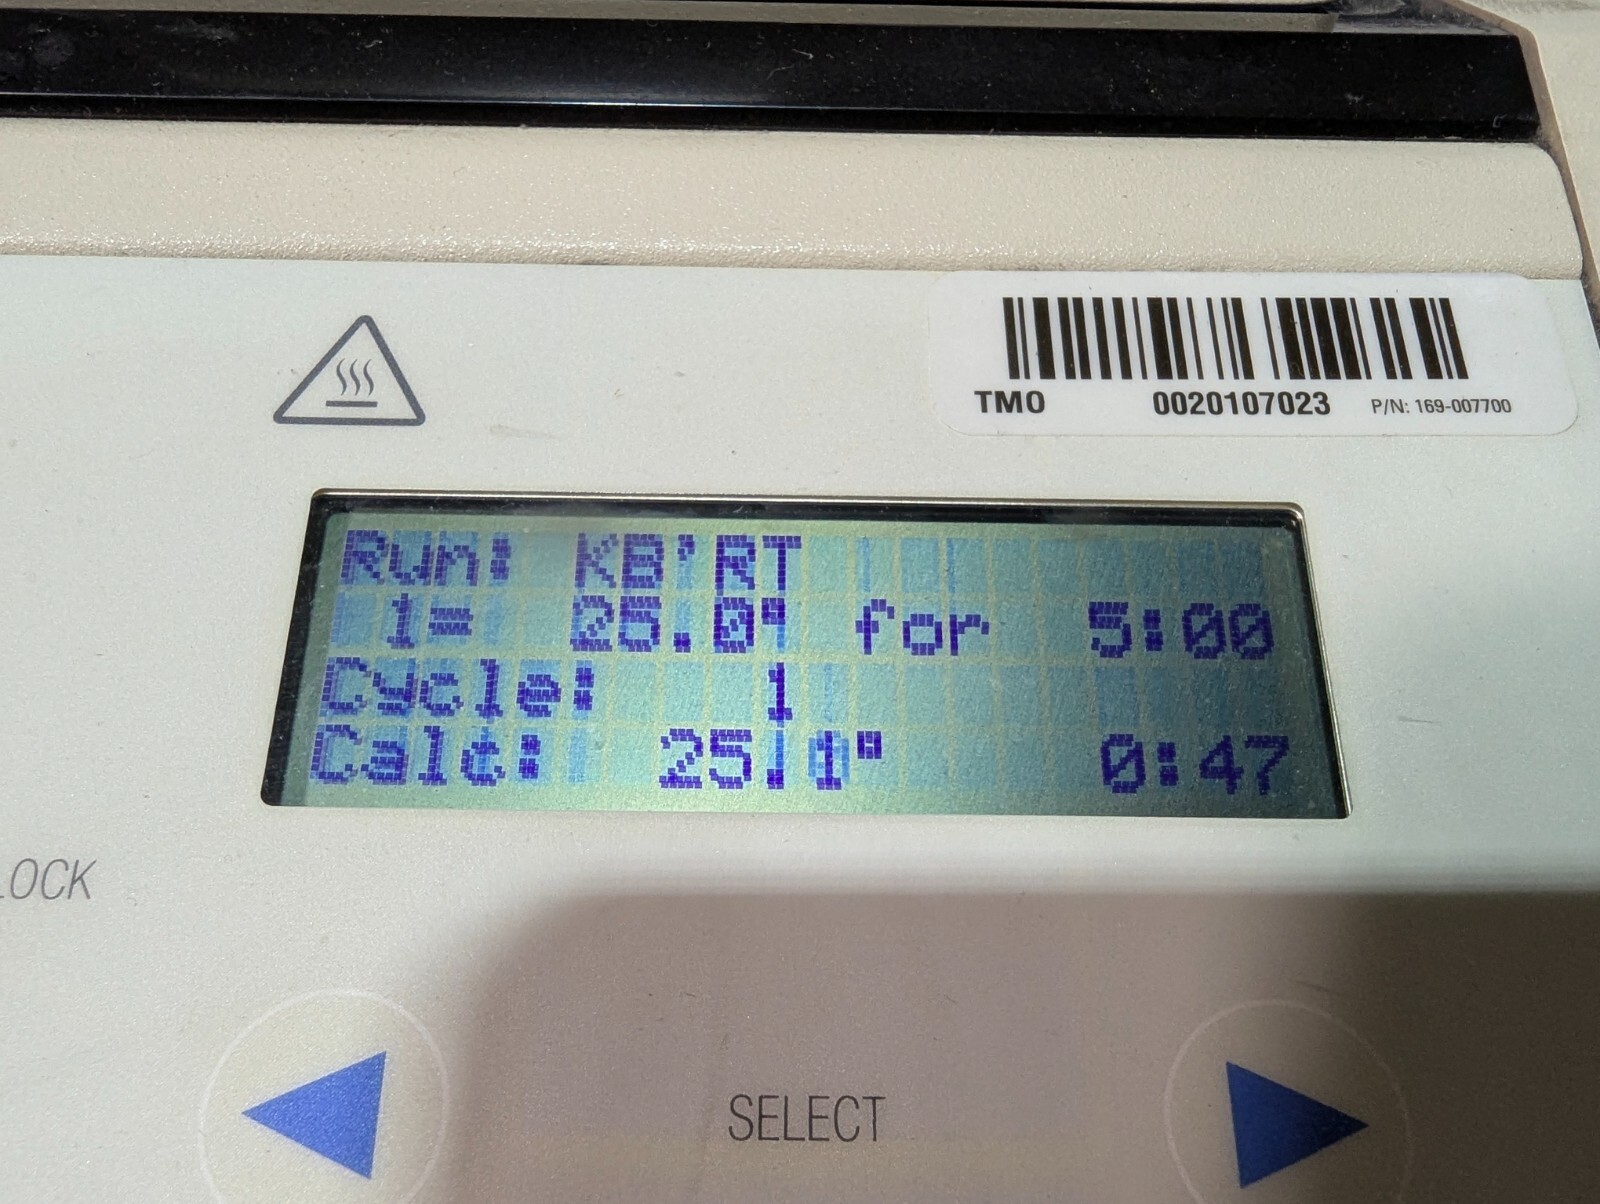 TMO 0020107023 P/N: 169-007700
Run: KB'RT
1= 25.0" for 5:00
Cycle: 1
Calc: 25.1" 0:47
LOCK
SELECT